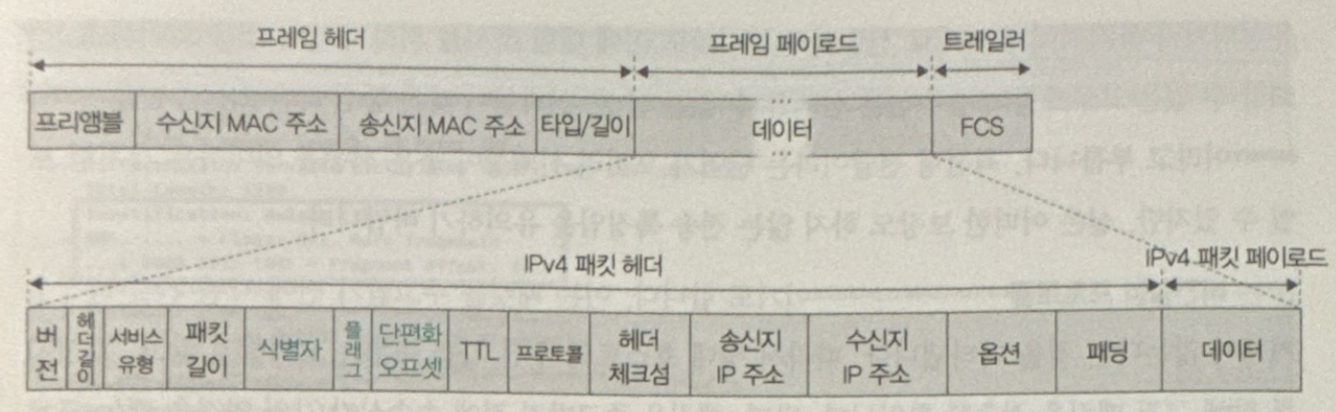 프레임 헤더 프레임 페이로드 트레일러
프리앰블 수신지 MAC 주소 송신지 MAC 주소 타입/길이 데이터 FCS
IPv4 패킷 헤더 IPv4 패킷 페이로드
버전 헤더길이 서비스 유형 패킷 길이 식별자 플래그 단편화 오프셋 TTL 프로토콜 헤더 체크섬 송신지 IP 주소 수신지 IP 주소 옵션 패딩 데이터